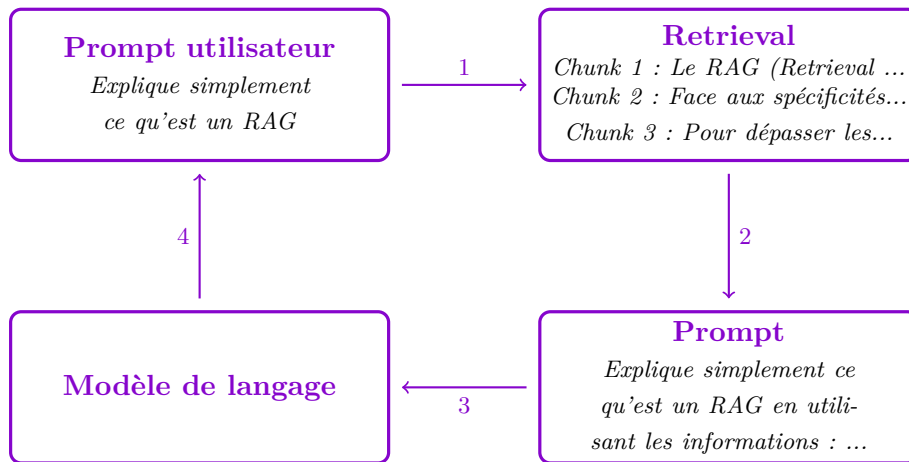 Prompt utilisateur
Explique simplement
ce qu'est un RAG
1
Retrieval
Chunk 1 : Le RAG (Retrieval ...
Chunk 2 : Face aux spécificités...
Chunk 3 : Pour dépasser les...
4
2
Modèle de langage
3
Prompt
Explique simplement ce
qu'est un RAG en utili-
sant les informations : ...